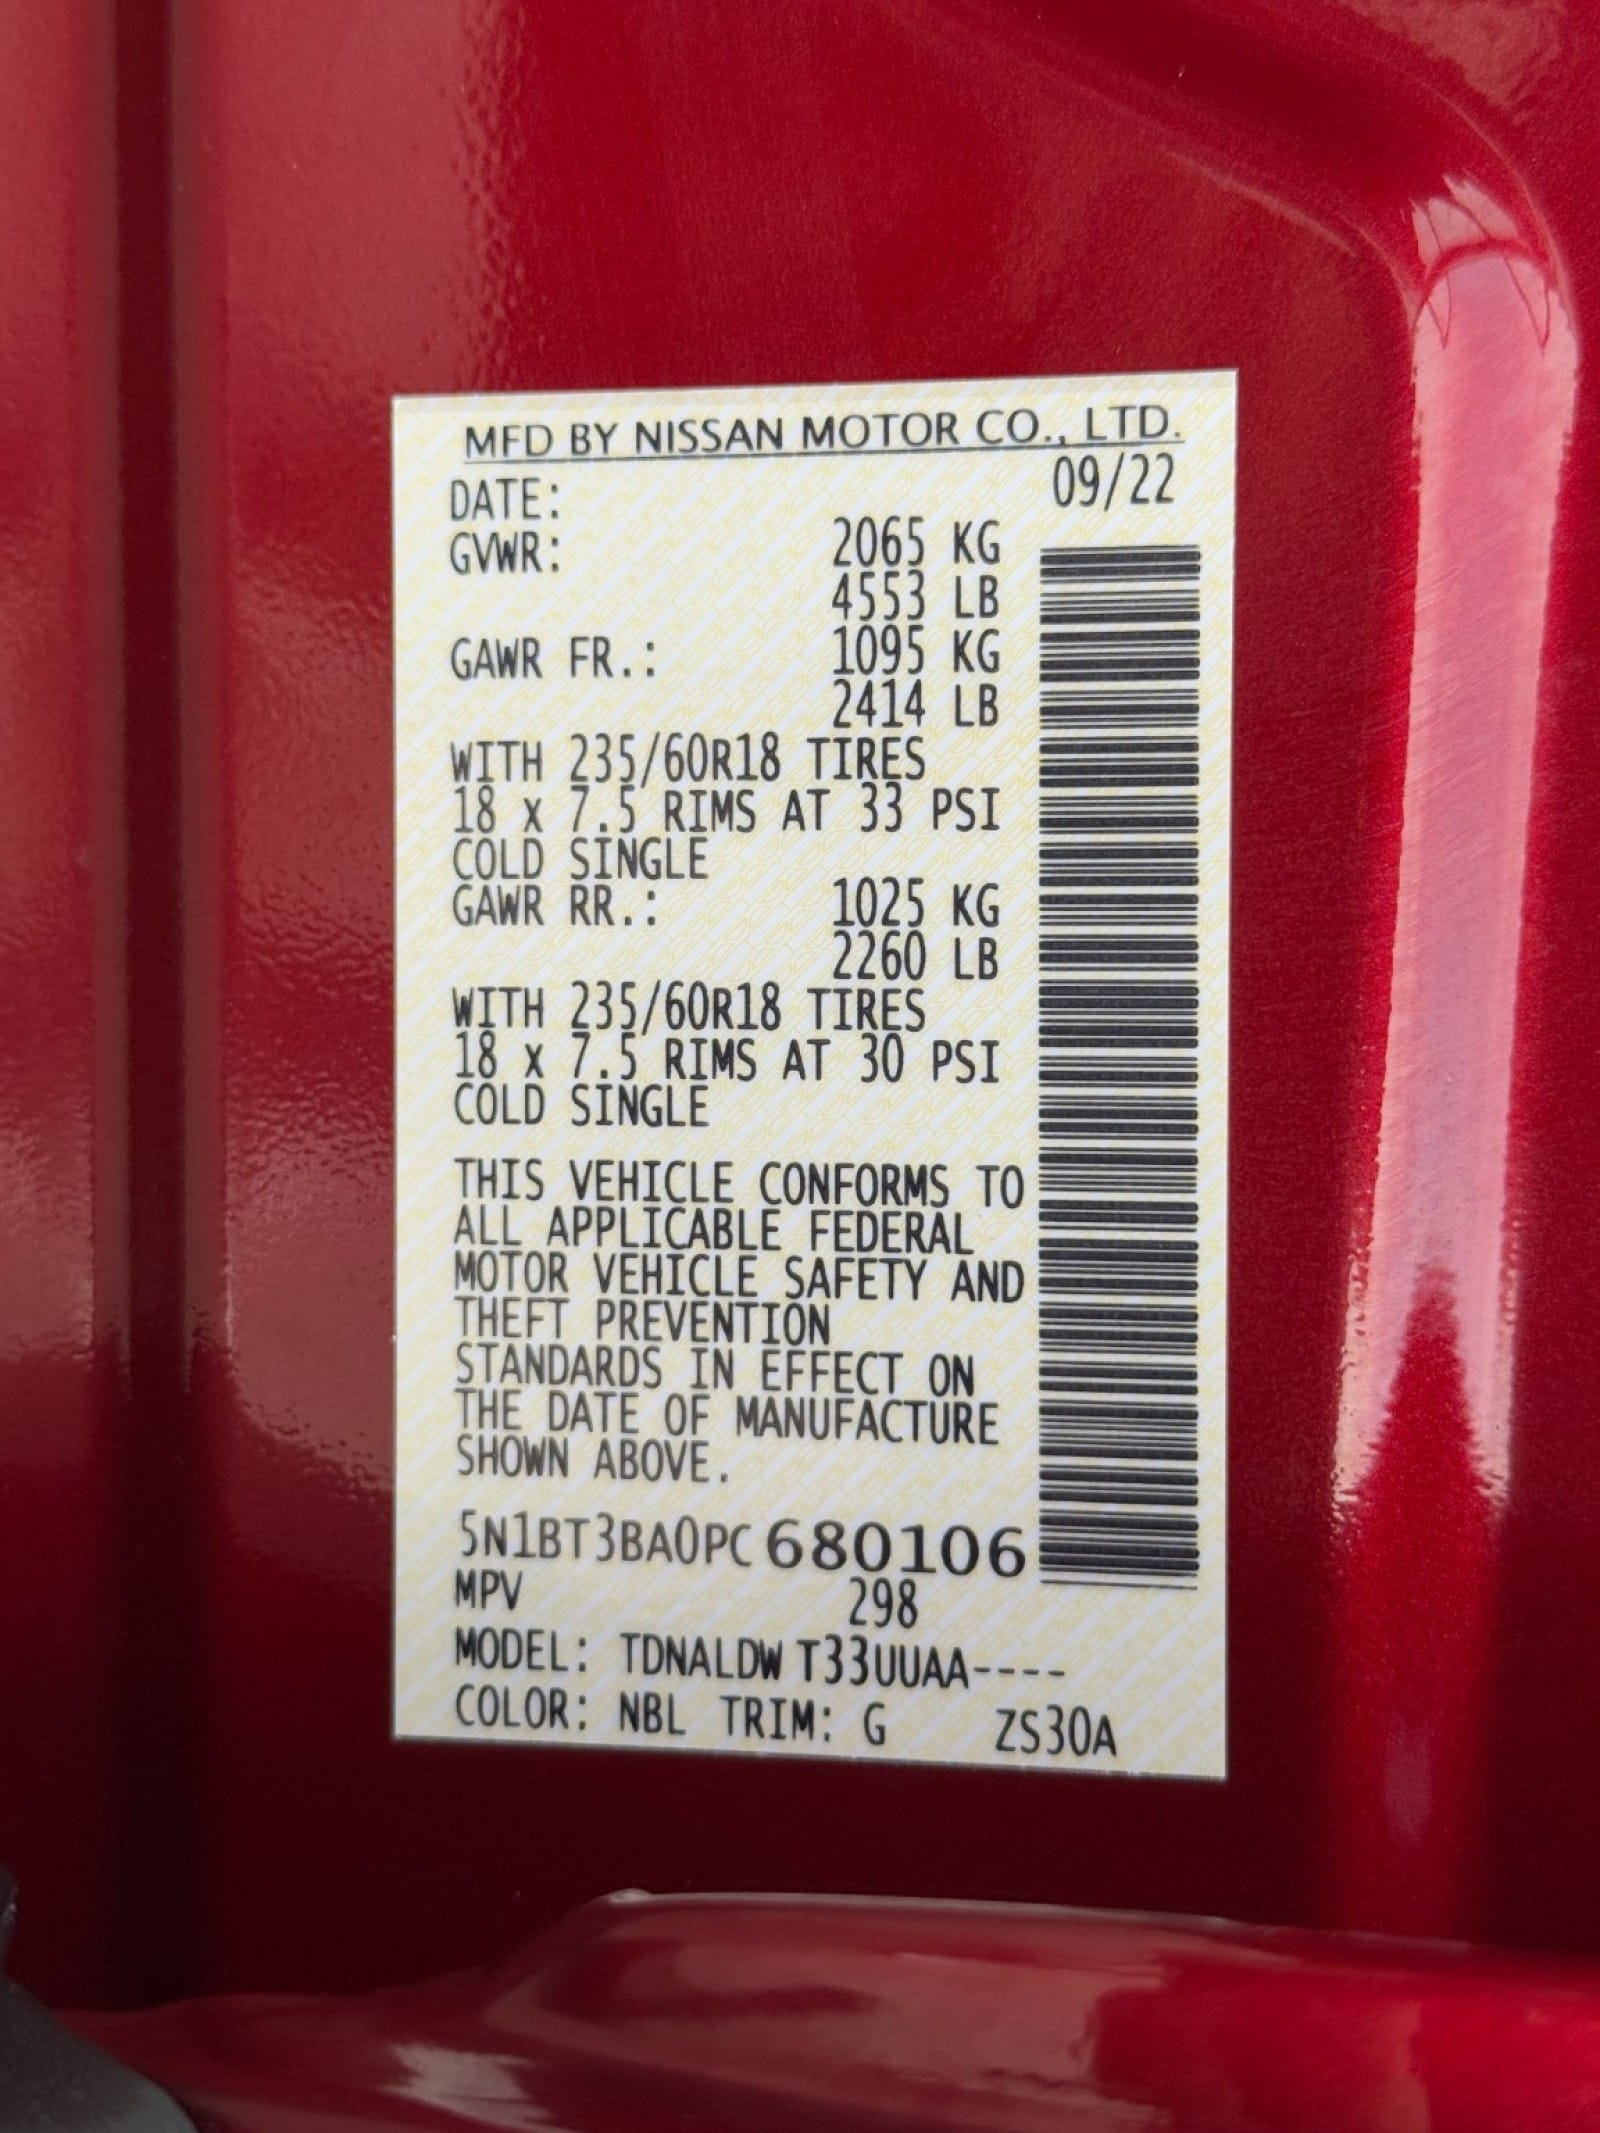 MFD BY NISSAN MOTOR CO., LTD.
DATE: 09/22
GVWR: 2065 KG
4553 LB
GAWR FR.: 1095 KG
2414 LB
WITH 235/60R18 TIRES
18 x 7.5 RIMS AT 33 PSI
COLD SINGLE
GAWR RR.: 1025 KG
2260 LB
WITH 235/60R18 TIRES
18 x 7.5 RIMS AT 30 PSI
COLD SINGLE
THIS VEHICLE CONFORMS TO
ALL APPLICABLE FEDERAL
MOTOR VEHICLE SAFETY AND
THEFT PREVENTION
STANDARDS IN EFFECT ON
THE DATE OF MANUFACTURE
SHOWN ABOVE.
5N1BT3BA0PC680106
MPV 298
MODEL: TDNALDW T33UUAA----
COLOR: NBL TRIM: G ZS30A